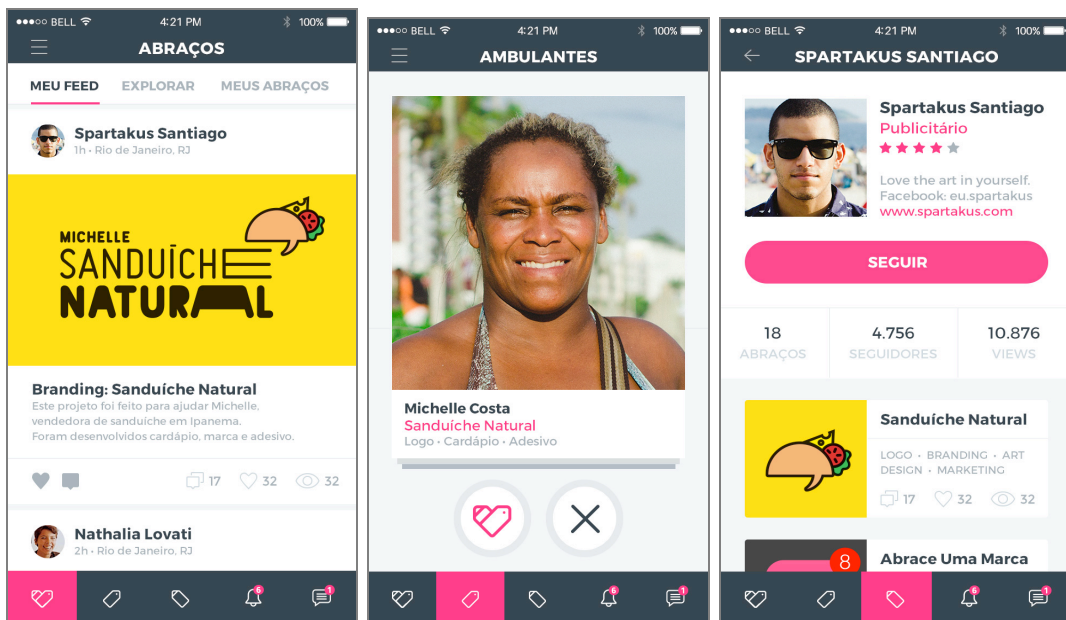 BELL 4:21 PM 100%
ABRAÇOS
MEU FEED EXPLORAR MEUS ABRAÇOS
Spartakus Santiago
1h • Rio de Janeiro, RJ
MICHELLE
SANDUÍCHE
NATURAL
Branding: Sanduíche Natural
Este projeto foi feito para ajudar Michelle,
vendedora de sanduíche em Ipanema.
Foram desenvolvidos cardápio, marca e adesivo.
17 32 32
Nathalia Lovati
2h • Rio de Janeiro, RJ
6 1
BELL 4:21 PM 100%
AMBULANTES
Michelle Costa
Sanduíche Natural
Logo • Cardápio • Adesivo
6 1
BELL 4:21 PM 100%
SPARTAKUS SANTIAGO
Spartakus Santiago
Publicitário
Love the art in yourself,
Facebook: eu.spartakus
www.spartakus.com
SEGUIR
18 4.756 10.876
ABRAÇOS SEGUIDORES VIEWS
Sanduíche Natural
LOGO • BRANDING • ART
DESIGN • MARKETING
17 32 32
8
Abrace Uma Marca
6 1